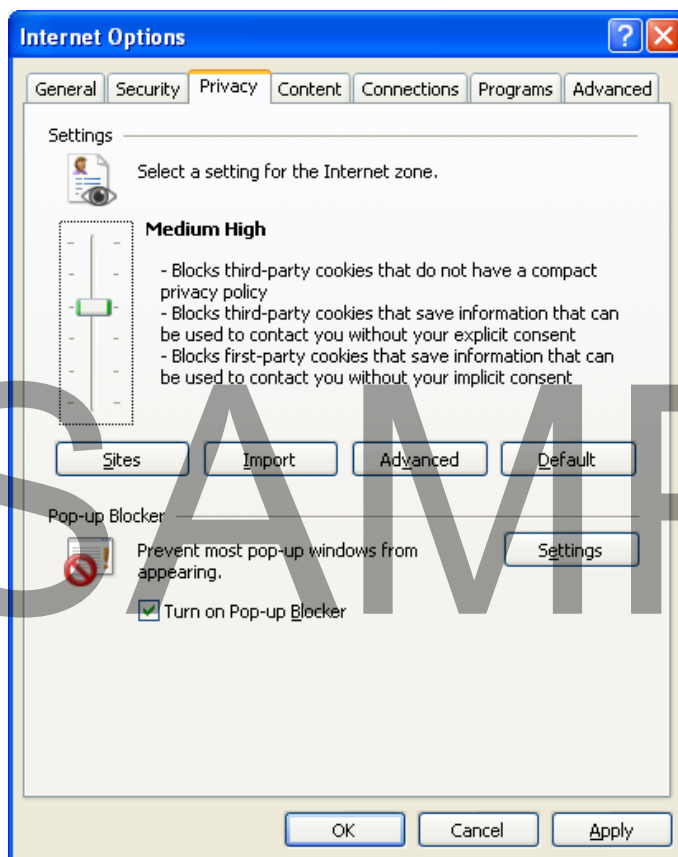 Internet Options
General Security Privacy Content Connections Programs Advanced
Settings
Select a setting for the Internet zone.
Medium High
- Blocks third-party cookies that do not have a compact
privacy policy
- Blocks third-party cookies that save information that can
be used to contact you without your explicit consent
- Blocks first-party cookies that save information that can
be used to contact you without your implicit consent
Sites Import Advanced Default
SAMP
Pop-up Blocker
Prevent most pop-up windows from
appearing.
Settings
Turn on Pop-up Blocker
OK Cancel Apply